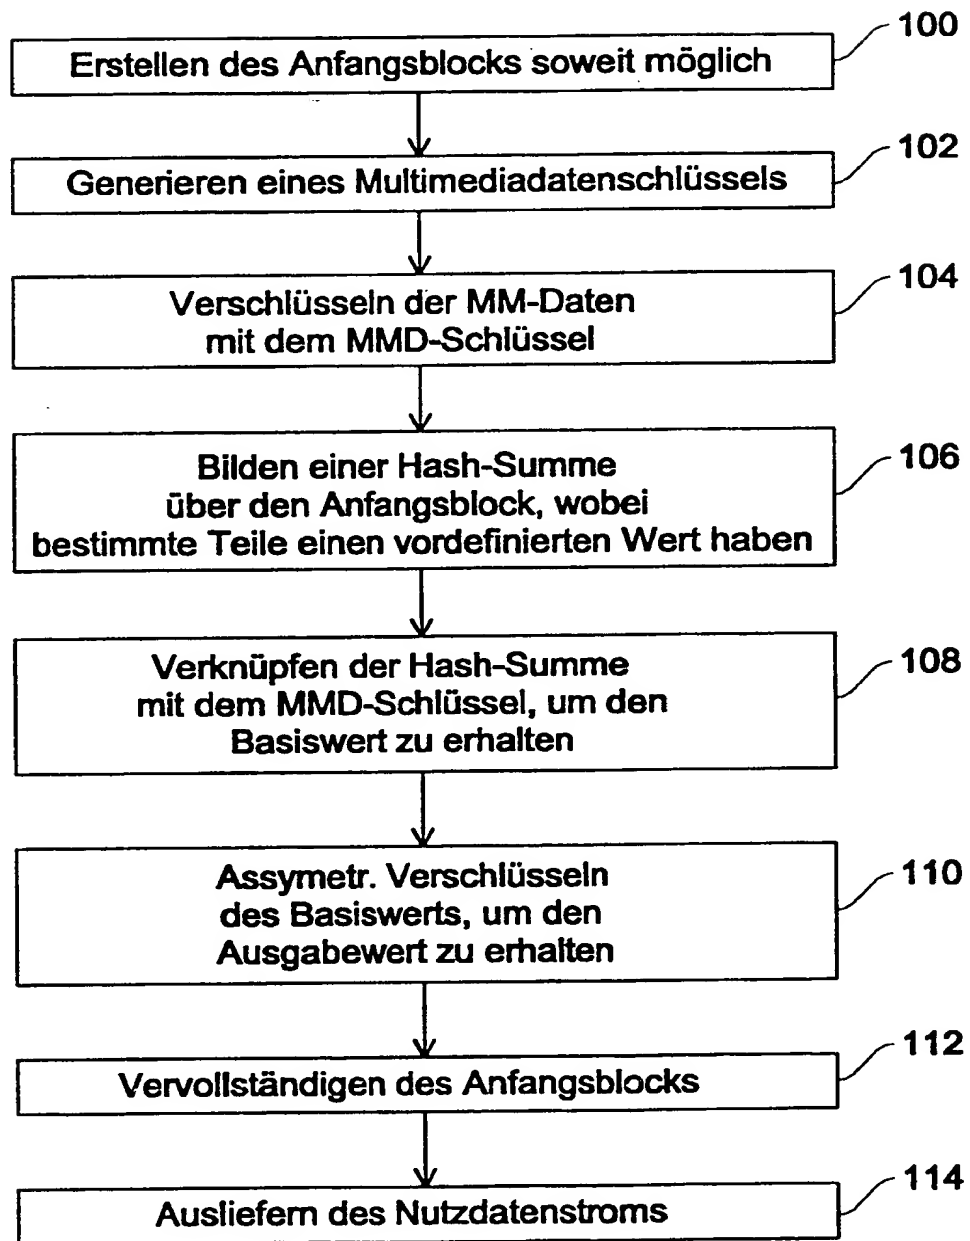 100
Erstellen des Anfangsblocks soweit möglich
102
Generieren eines Multimediadatenschlüssels
104
Verschlüsseln der MM-Daten
mit dem MMD-Schlüssel
106
Bilden einer Hash-Summe
über den Anfangsblock, wobei
bestimmte Teile einen vordefinierten Wert haben
108
Verknüpfen der Hash-Summe
mit dem MMD-Schlüssel, um den
Basiswert zu erhalten
110
Assymetr. Verschlüseln
des Basiswerts, um den
Ausgabewert zu erhalten
112
Vervollständigen des Anfangsblocks
114
Ausliefern des Nutzdatenstroms